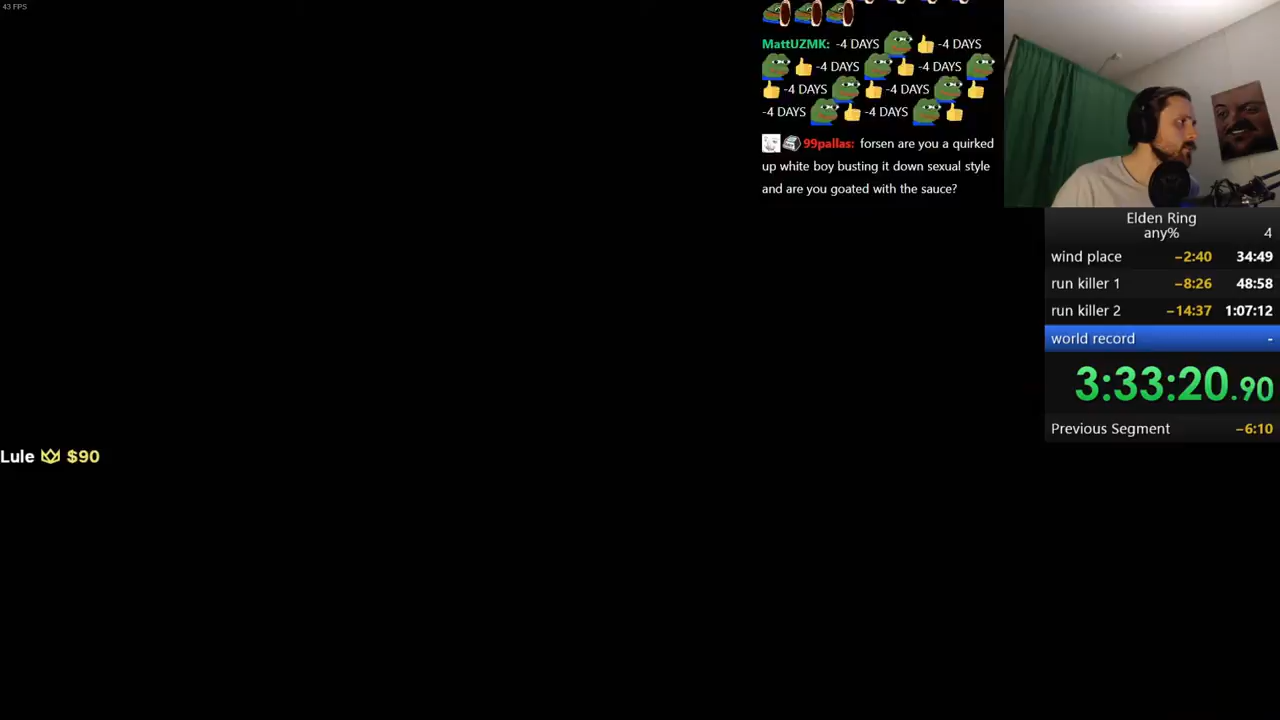 43 FPS
MattUZMK: -4 DAYS -4 DAYS
-4 DAYS -4 DAYS
-4 DAYS -4 DAYS
-4 DAYS -4 DAYS
99pallas: forsen are you a quirked
up white boy busting it down sexual style
and are you goated with the sauce?
Elden Ring
any% 4
wind place −2:40 34:49
run killer 1 −8:26 48:58
run killer 2 −14:37 1:07:12
world record -
3:33:20.90
Previous Segment −6:10
Lule $90